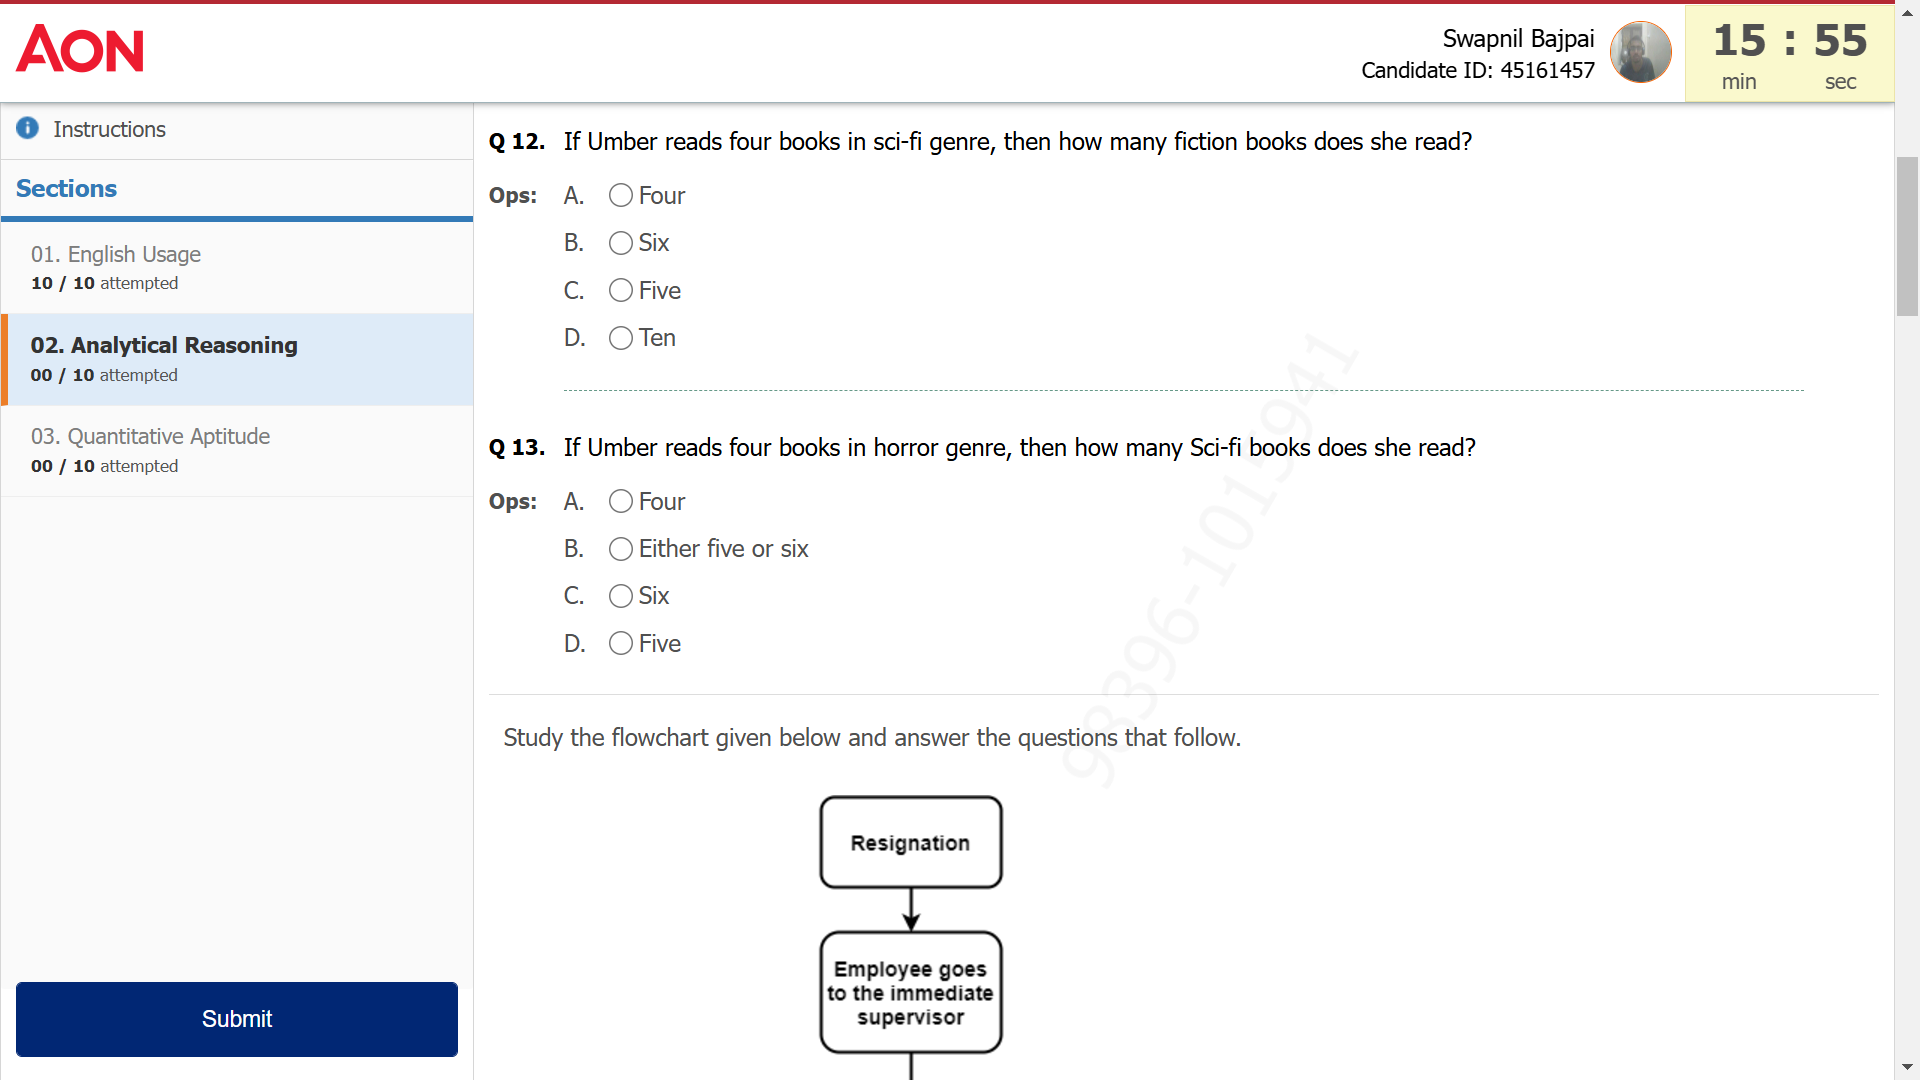 AON
Swapnil Bajpai
Candidate ID: 45161457
15 : 55
min sec
Instructions
Sections
01. English Usage
10 / 10 attempted
02. Analytical Reasoning
00 / 10 attempted
03. Quantitative Aptitude
00 / 10 attempted
Submit
Q 12. If Umber reads four books in sci-fi genre, then how many fiction books does she read?
Ops: A. Four
B. Six
C. Five
D. Ten
Q 13. If Umber reads four books in horror genre, then how many Sci-fi books does she read?
Ops: A. Four
B. Either five or six
C. Six
D. Five
Study the flowchart given below and answer the questions that follow.
Resignation
Employee goes
to the immediate
supervisor